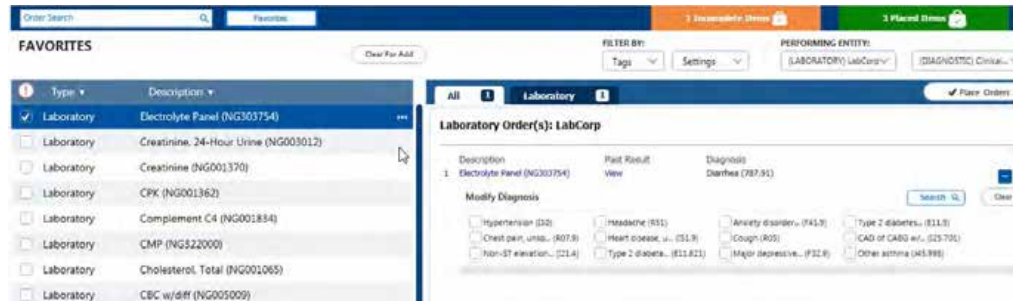 Order Search
Favorites
3 Incomplete Items
3 Placed Items
FAVORITES
Clear For Add
FILTER BY:
PERFORMING ENTITY:
Tags
Settings
(LABORATORY) LabCorp
(DIAGNOSTIC) Clinical...
Type
Description
All 1
Laboratory 1
Place Orders
Laboratory Electrolyte Panel (NG303754) ...
Laboratory Creatinine, 24-Hour Urine (NG003012)
Laboratory Creatinine (NG001370)
Laboratory CPK (NG001362)
Laboratory Complement C4 (NG001834)
Laboratory CMP (NG322000)
Laboratory Cholesterol, Total (NG001065)
Laboratory CBC w/diff (NG005009)
Laboratory Order(s): LabCorp
Description Past Result Diagnosis
1 Electrolyte Panel (NG303754) View Diarrhea (787.91)
Modify Diagnosis
Search
Clear
Hypertension (I10) Headache (R51) Anxiety disorder... (F41.9) Type 2 diabetes... (E11.9)
Chest pain, unsp... (R07.9) Heart disease, u... (I51.9) Cough (R05) CAD of CABG w/... (I25.701)
Non-ST elevation... (I21.4) Type 2 diabete... (E11.621) Major depressive... (F32.9) Other asthma (J45.998)